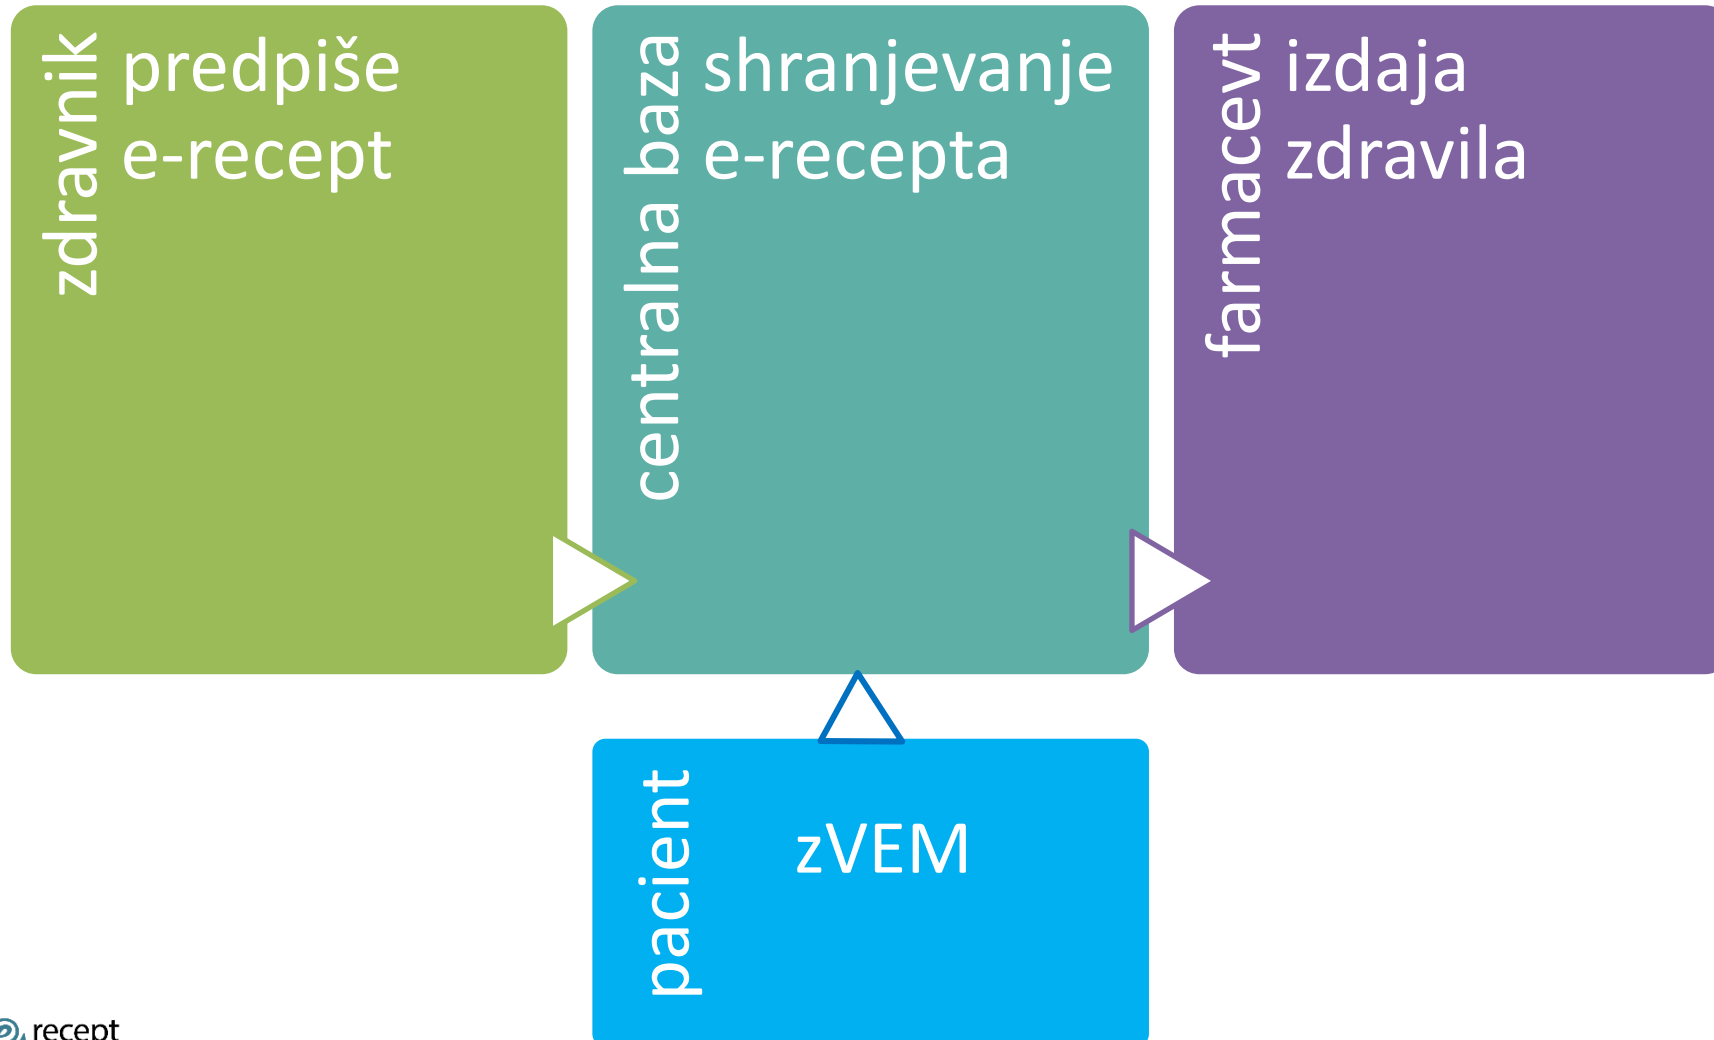 zdravnik
predpiše
e-recept
centralna baza
shranjevanje
e-recepta
farmacevt
izdaja
zdravila
pacient
zVEM
recept